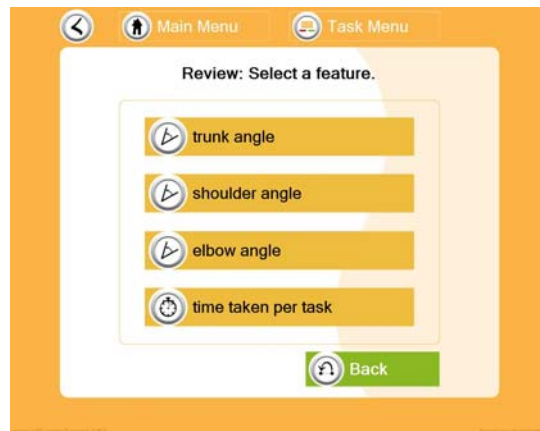 Main Menu
Task Menu
Review: Select a feature.
trunk angle
shoulder angle
elbow angle
time taken per task
Back